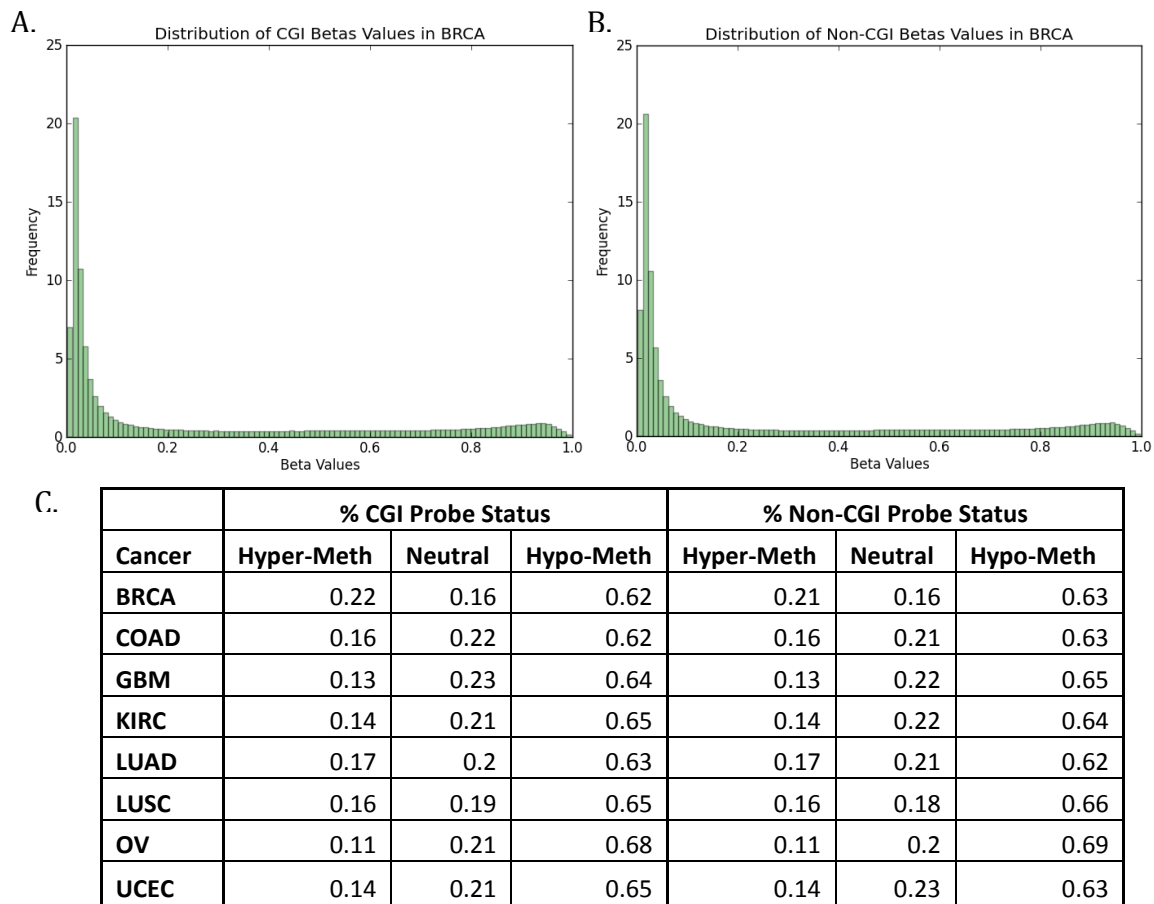 A.
Distribution of CGI Betas Values in BRCA
25
20
15
10
5
0
Frequency
0.0 0.2 0.4 0.6 0.8 1.0
Beta Values
B.
Distribution of Non-CGI Betas Values in BRCA
25
20
15
10
5
0
Frequency
0.0 0.2 0.4 0.6 0.8 1.0
Beta Values
C.
% CGI Probe Status % Non-CGI Probe Status
Cancer Hyper-Meth Neutral Hypo-Meth Hyper-Meth Neutral Hypo-Meth
BRCA 0.22 0.16 0.62 0.21 0.16 0.63
COAD 0.16 0.22 0.62 0.16 0.21 0.63
GBM 0.13 0.23 0.64 0.13 0.22 0.65
KIRC 0.14 0.21 0.65 0.14 0.22 0.64
LUAD 0.17 0.2 0.63 0.17 0.21 0.62
LUSC 0.16 0.19 0.65 0.16 0.18 0.66
OV 0.11 0.21 0.68 0.11 0.2 0.69
UCEC 0.14 0.21 0.65 0.14 0.23 0.63